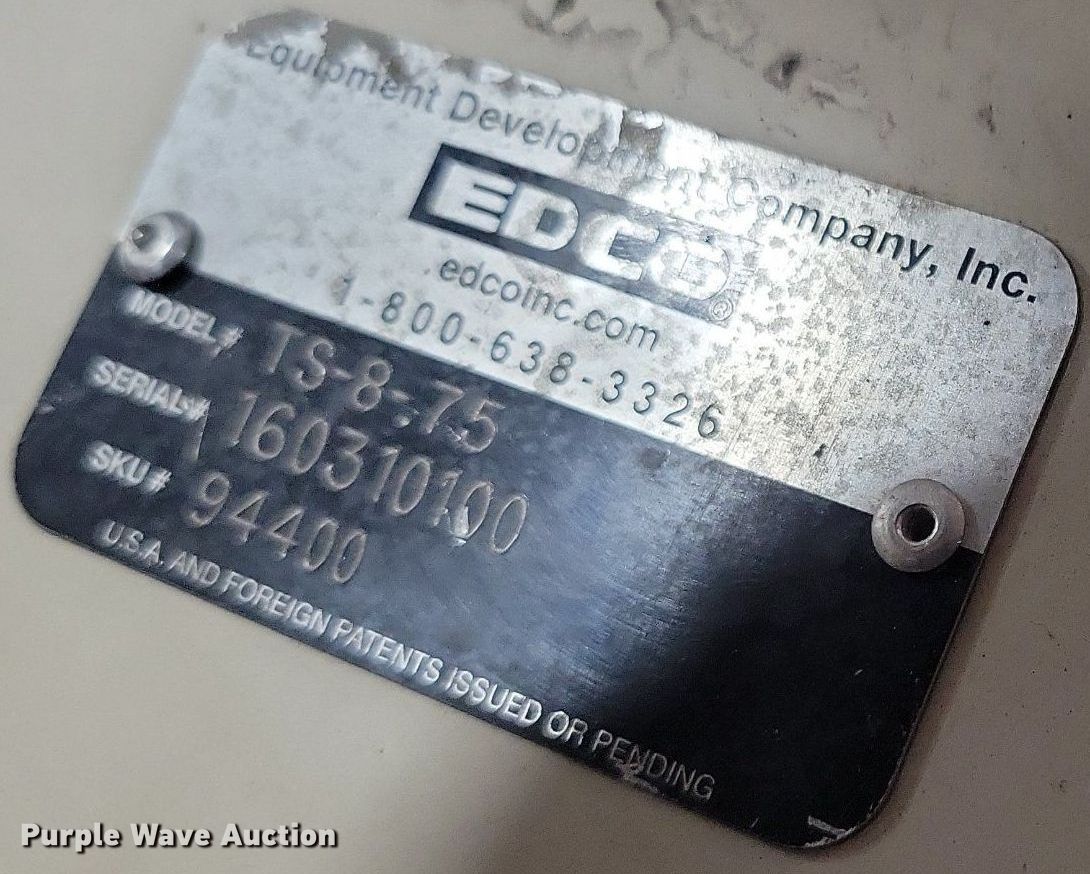 Equipment Development Company, Inc.
EDCO®
edcoinc.com
1-800-638-3326
MODEL# TS-8-7.5
SERIAL# 160310100
SKU# 94400
U.S.A. AND FOREIGN PATENTS ISSUED OR PENDING
Purple Wave Auction